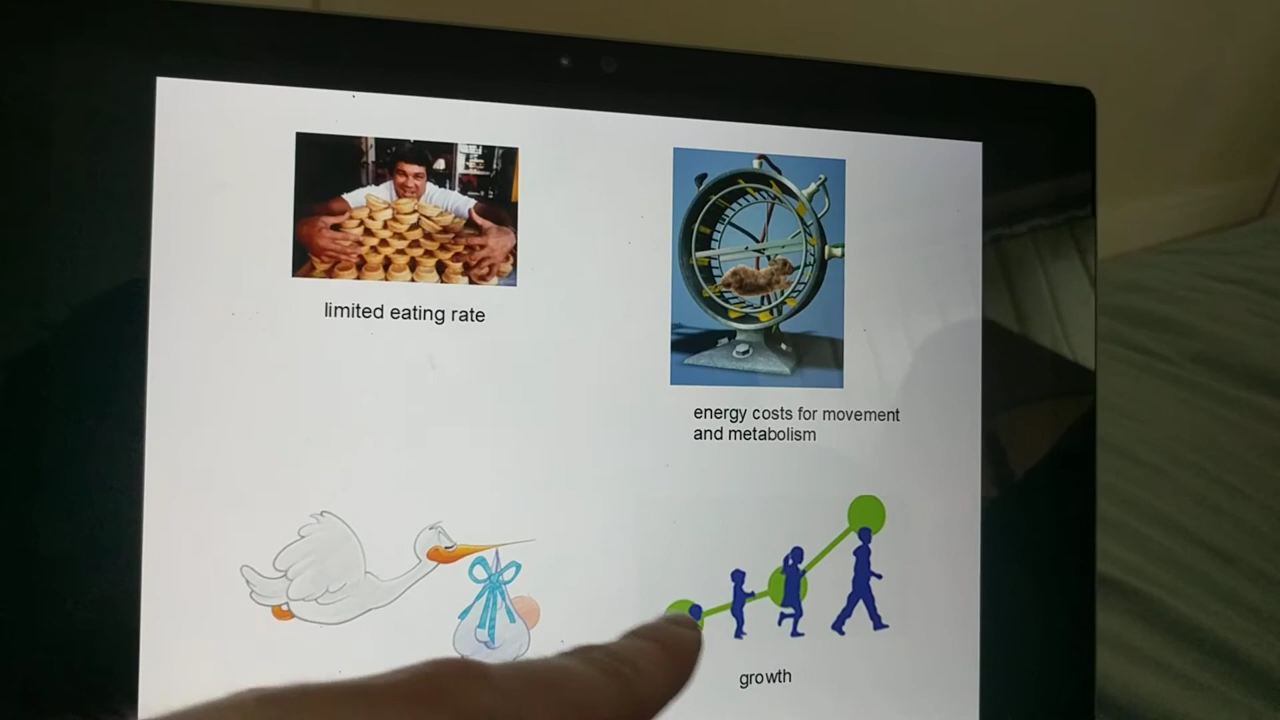 limited eating rate
energy costs for movement
and metabolism
growth